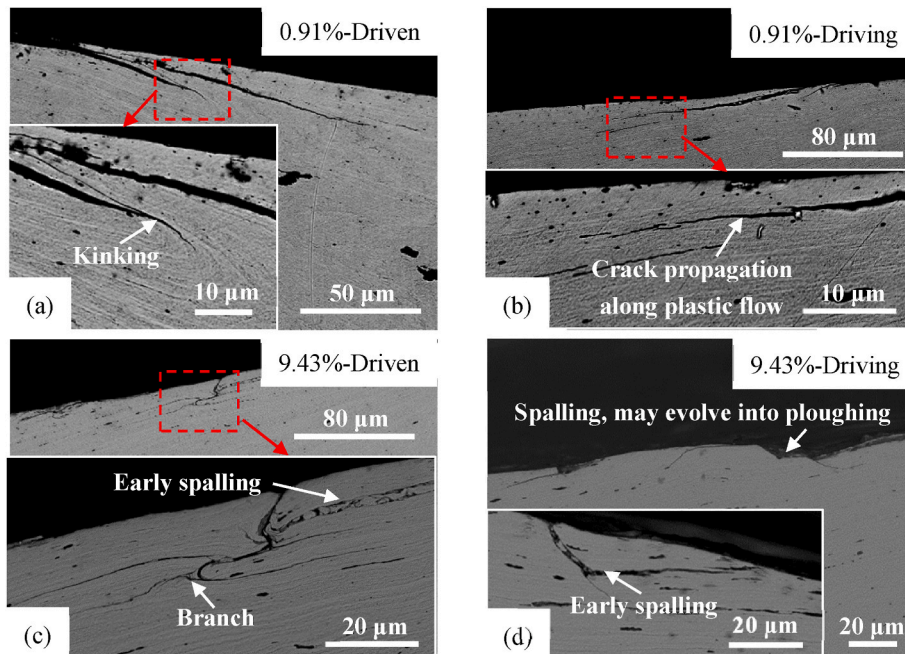 0.91%-Driven
Kinking
10 µm
50 µm
(a)
0.91%-Driving
80 µm
Crack propagation
along plastic flow
10 µm
(b)
9.43%-Driven
80 µm
Early spalling
Branch
20 µm
(c)
9.43%-Driving
Spalling, may evolve into ploughing
Early spalling
20 µm
20 µm
(d)